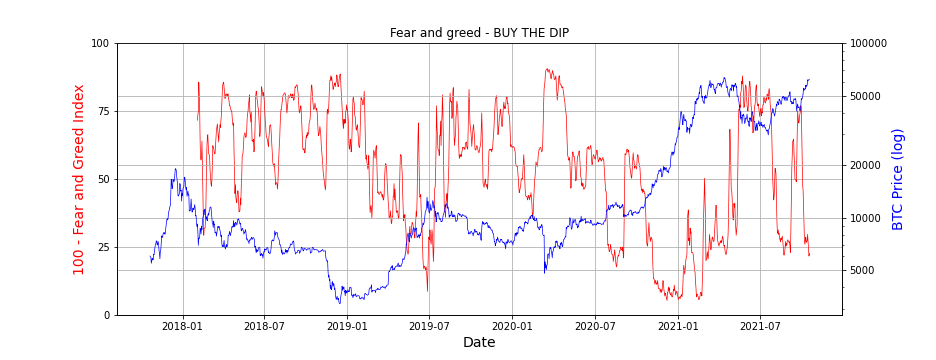 Fear and greed - BUY THE DIP
100
75
50
25
0
100 - Fear and Greed Index
100000
50000
20000
10000
5000
BTC Price (log)
2018-01 2018-07 2019-01 2019-07 2020-01 2020-07 2021-01 2021-07
Date